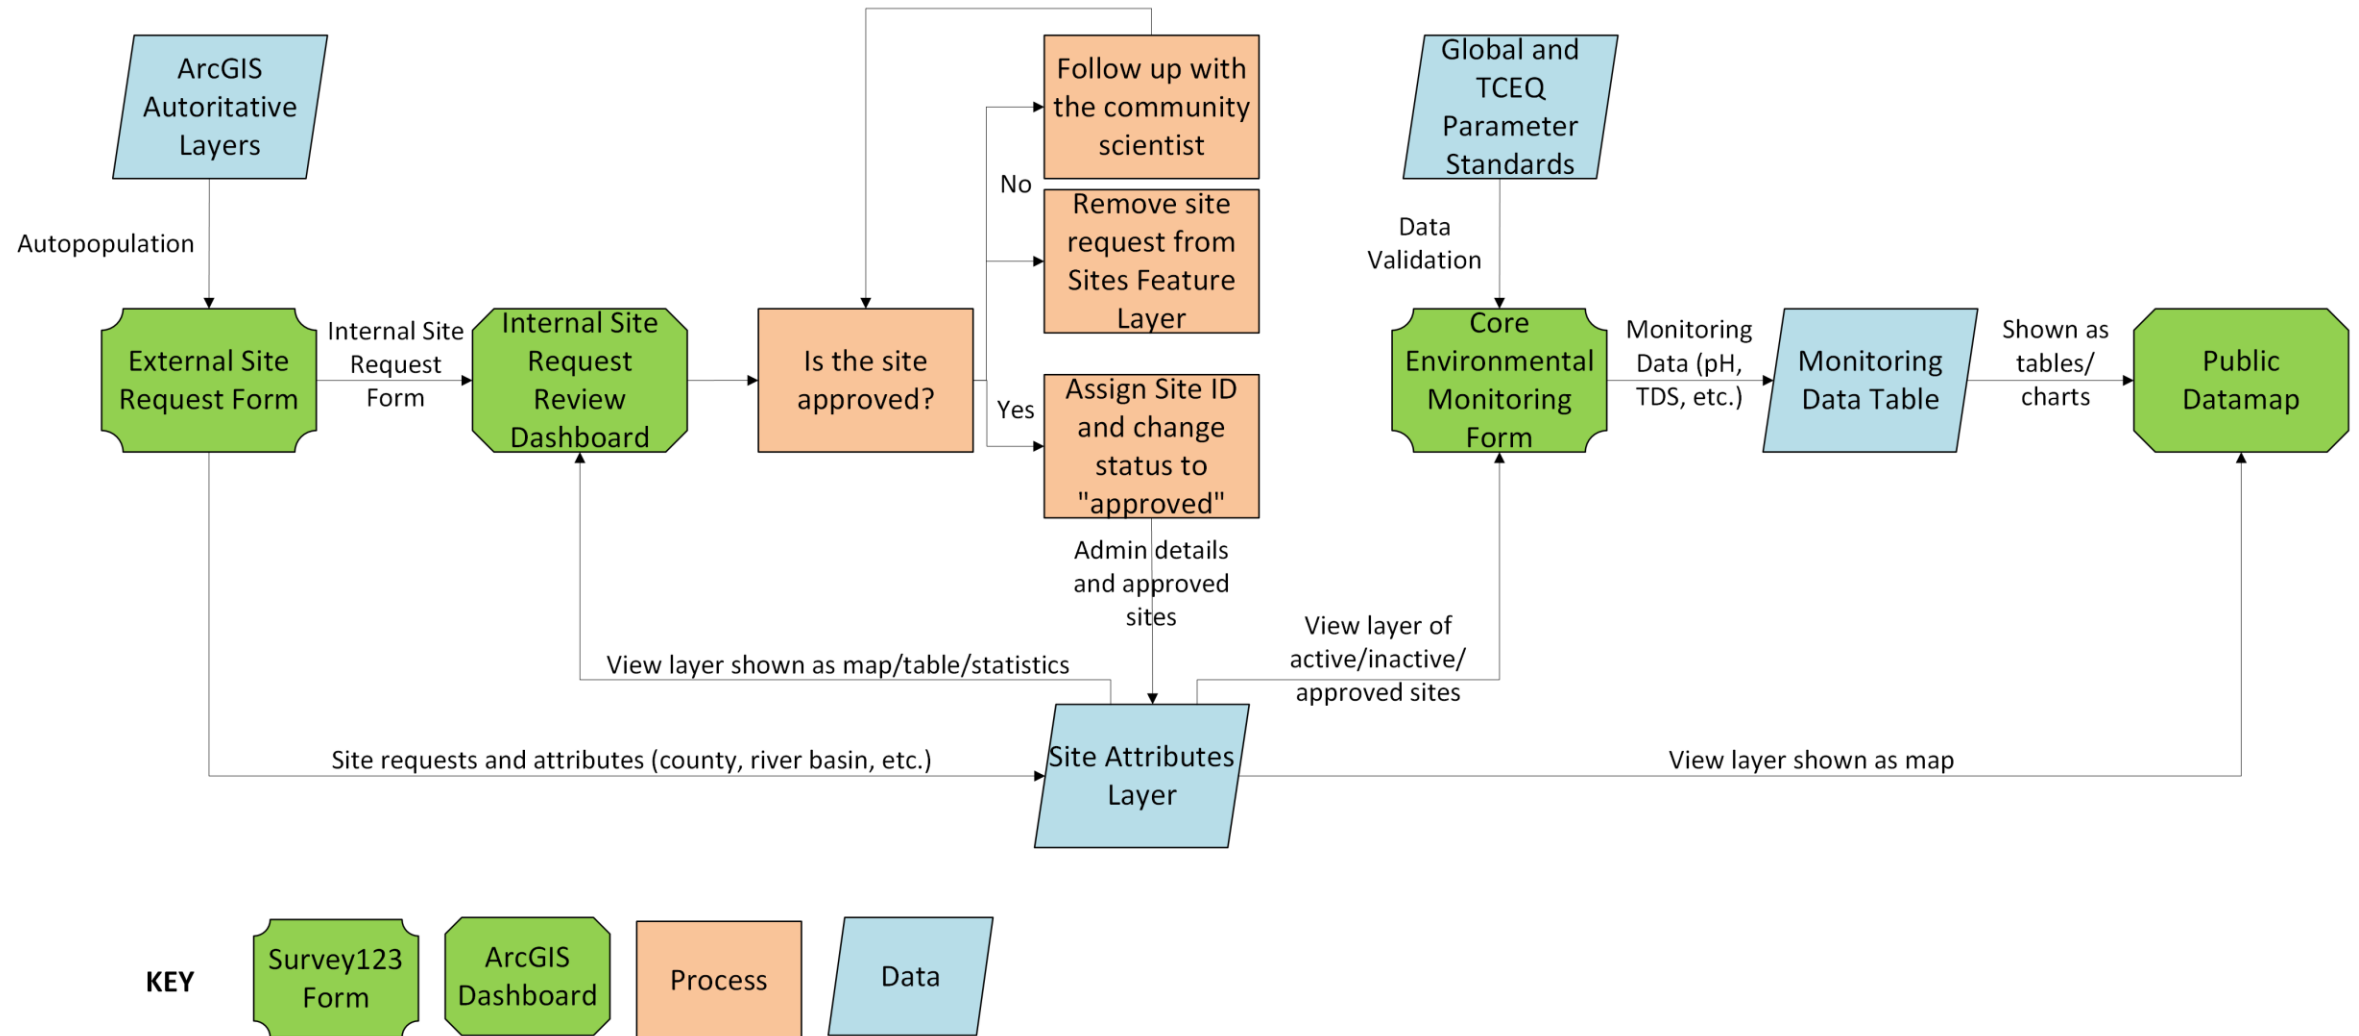 ArcGIS
Autoritative
Layers
Autopopulation
External Site
Request Form
Internal Site
Request
Form
Internal Site
Request
Review
Dashboard
Is the site
approved?
No
Yes
Follow up with
the community
scientist
Remove site
request from
Sites Feature
Layer
Assign Site ID
and change
status to
"approved"
Admin details
and approved
sites
Global and
TCEQ
Parameter
Standards
Data
Validation
Core
Environmental
Monitoring
Form
Monitoring
Data (pH,
TDS, etc.)
Monitoring
Data Table
Shown as
tables/
charts
Public
Datamap
View layer shown as map/table/statistics
View layer of
active/inactive/
approved sites
Site requests and attributes (county, river basin, etc.)
Site Attributes
Layer
View layer shown as map
KEY
Survey123
Form
ArcGIS
Dashboard
Process
Data